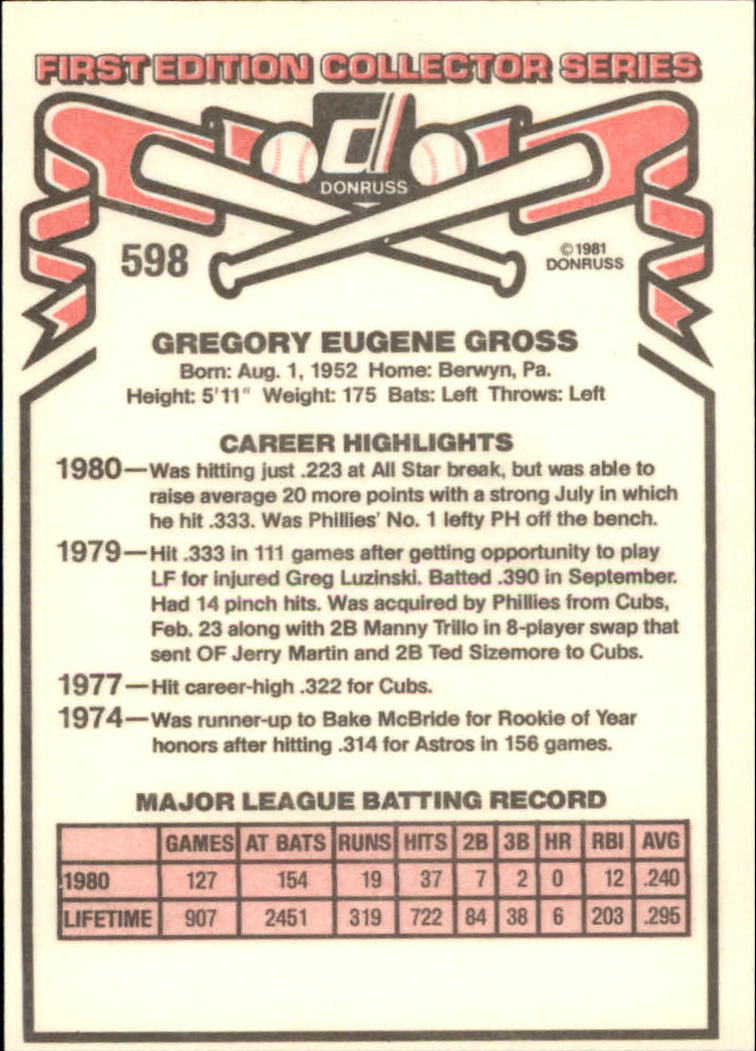 FIRST EDITION COLLECTOR SERIES
d
DONRUSS
598
©1981
DONRUSS
GREGORY EUGENE GROSS
Born: Aug. 1, 1952 Home: Berwyn, Pa.
Height: 5'11" Weight: 175 Bats: Left Throws: Left
CAREER HIGHLIGHTS
1980—Was hitting just .223 at All Star break, but was able to
raise average 20 more points with a strong July in which
he hit .333. Was Phillies' No. 1 lefty PH off the bench.
1979—Hit .333 in 111 games after getting opportunity to play
LF for injured Greg Luzinski. Batted .390 in September.
Had 14 pinch hits. Was acquired by Phillies from Cubs,
Feb. 23 along with 2B Manny Trillo in 8-player swap that
sent OF Jerry Martin and 2B Ted Sizemore to Cubs.
1977—Hit career-high .322 for Cubs.
1974—Was runner-up to Bake McBride for Rookie of Year
honors after hitting .314 for Astros in 156 games.
MAJOR LEAGUE BATTING RECORD
GAMES AT BATS RUNS HITS 2B 3B HR RBI AVG
1980 127 154 19 37 7 2 0 12 .240
LIFETIME 907 2451 319 722 84 38 6 203 .295